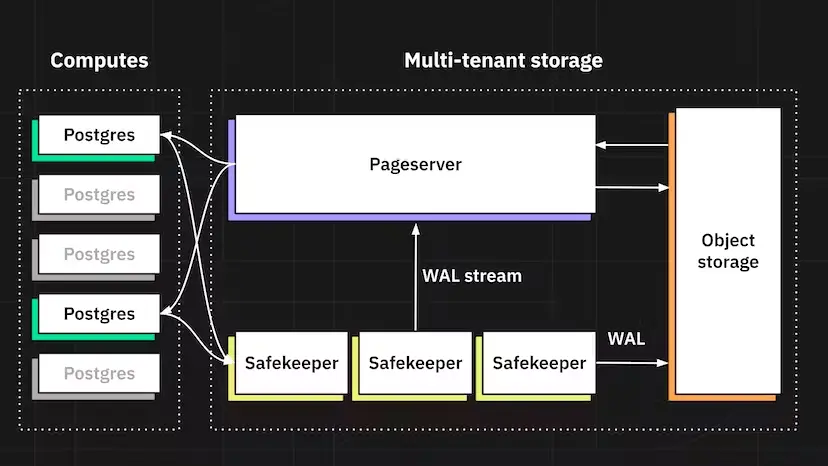 Computes
Multi-tenant storage
Postgres
Postgres
Postgres
Postgres
Postgres
Pageserver
WAL stream
Safekeeper
Safekeeper
Safekeeper
WAL
Object
storage